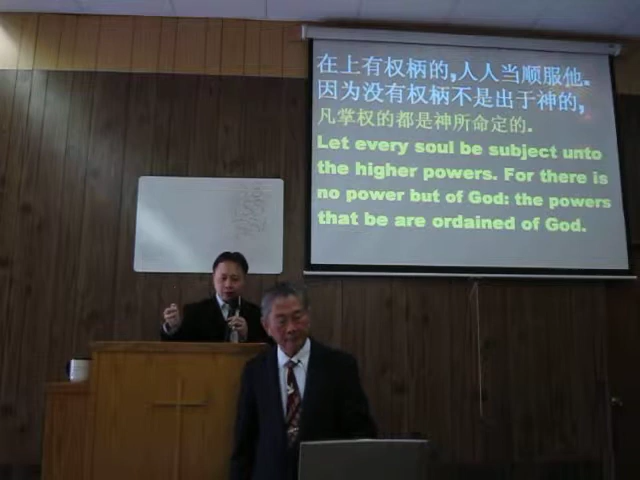 在上有权柄的,人人当顺服他.
因为没有权柄不是出于神的,
凡掌权的都是神所命定的.
Let every soul be subject unto
the higher powers. For there is
no power but of God: the powers
that be are ordained of God.